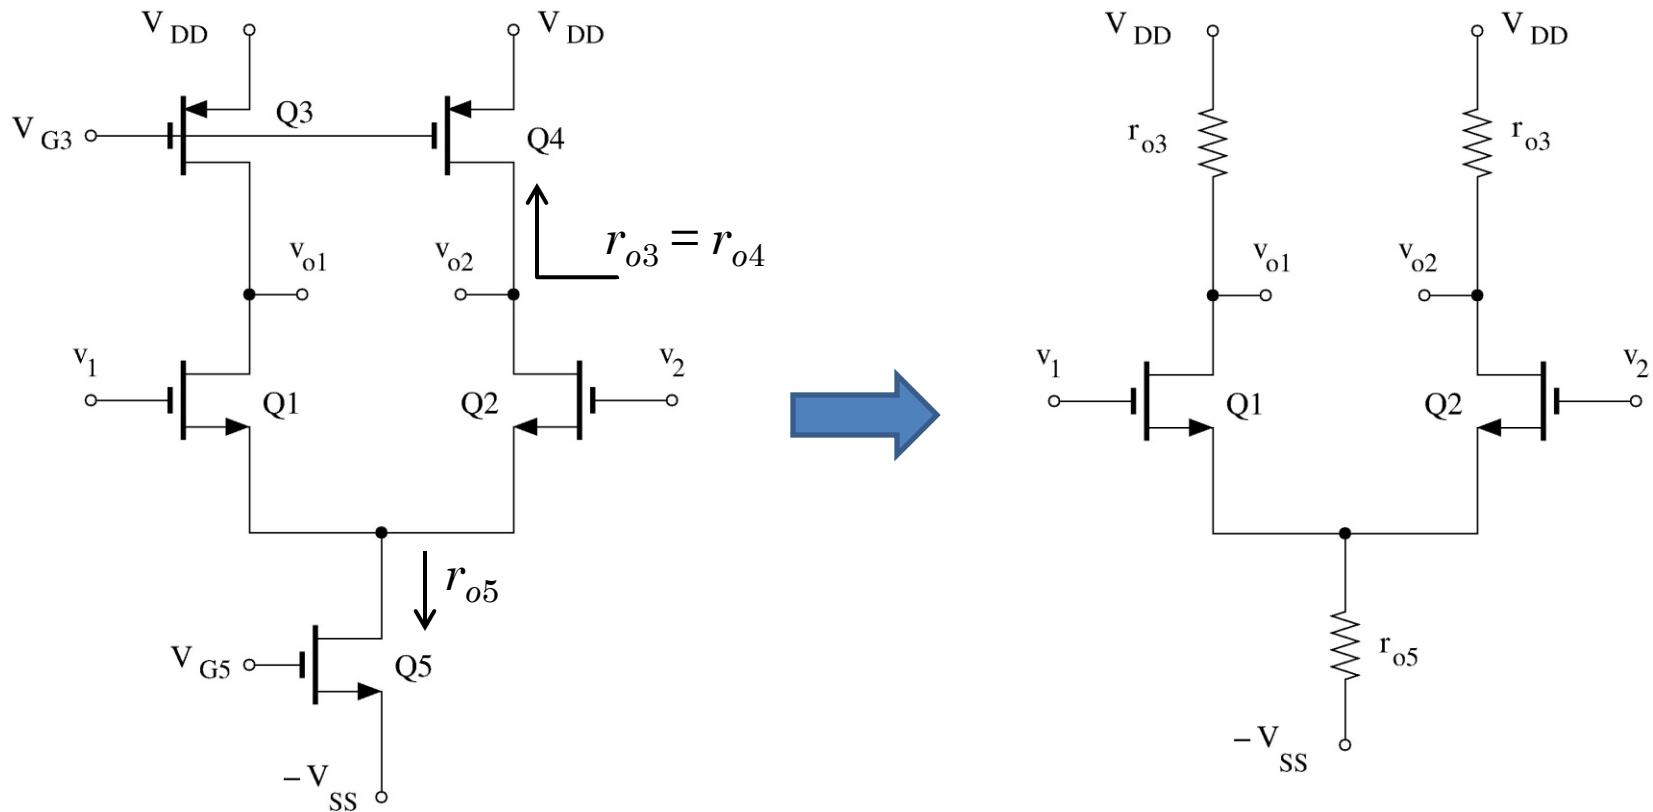 V DD
V DD
Q3
V G3
Q4
v o1
v o2
r o3 = r o4
v 1
v 2
Q1
Q2
r o5
V G5
Q5
– V SS
V DD
V DD
r o3
r o3
v o1
v o2
v 1
v 2
Q1
Q2
r o5
– V SS